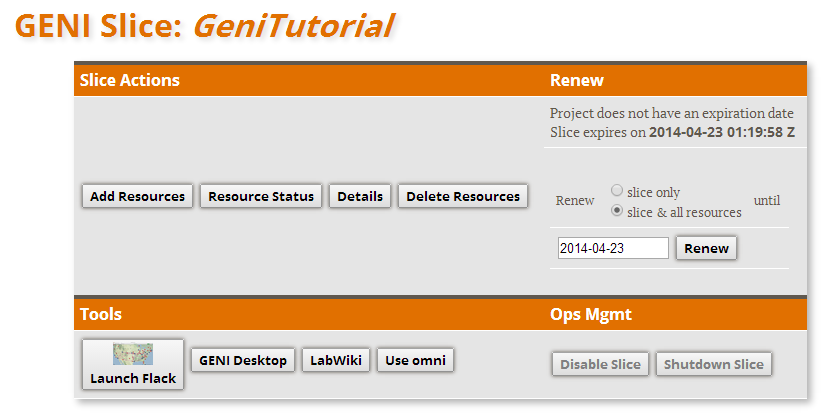 GENI Slice: GeniTutorial
Slice Actions
Renew
Project does not have an expiration date
Slice expires on 2014-04-23 01:19:58 Z
Add Resources Resource Status Details Delete Resources
Renew
slice only
slice & all resources
until
2014-04-23 Renew
Tools
Ops Mgmt
Launch Flack
GENI Desktop LabWiki Use omni
Disable Slice Shutdown Slice